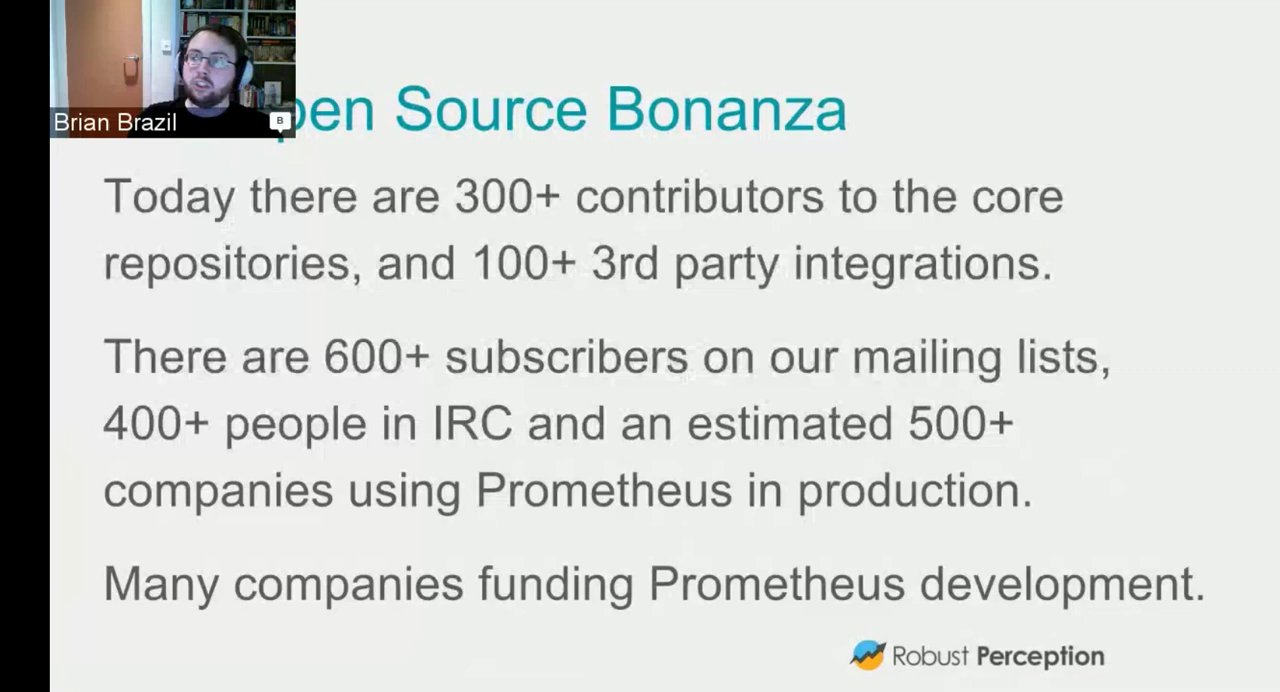 Brian Brazil
B
pen Source Bonanza
Today there are 300+ contributors to the core
repositories, and 100+ 3rd party integrations.
There are 600+ subscribers on our mailing lists,
400+ people in IRC and an estimated 500+
companies using Prometheus in production.
Many companies funding Prometheus development.
Robust Perception